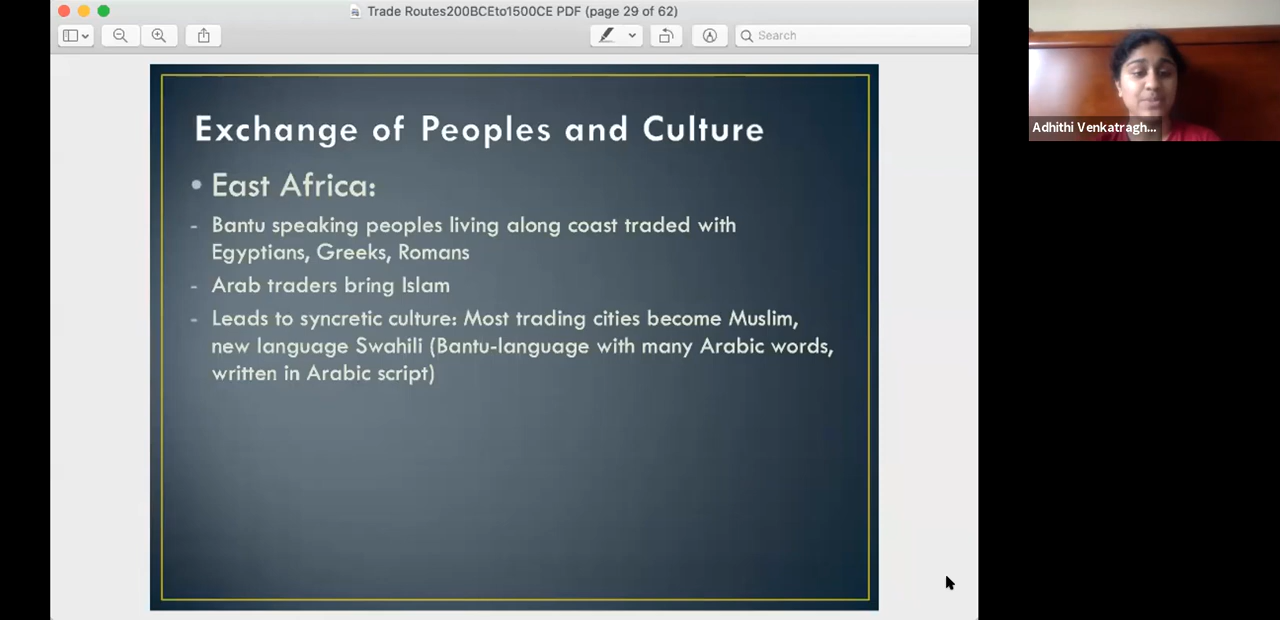 Trade Routes200BCEto1500CE PDF (page 29 of 62)
Search
Exchange of Peoples and Culture
• East Africa:
- Bantu speaking peoples living along coast traded with
Egyptians, Greeks, Romans
- Arab traders bring Islam
- Leads to syncretic culture: Most trading cities become Muslim,
new language Swahili (Bantu-language with many Arabic words,
written in Arabic script)
Adhithi Venkatragh...